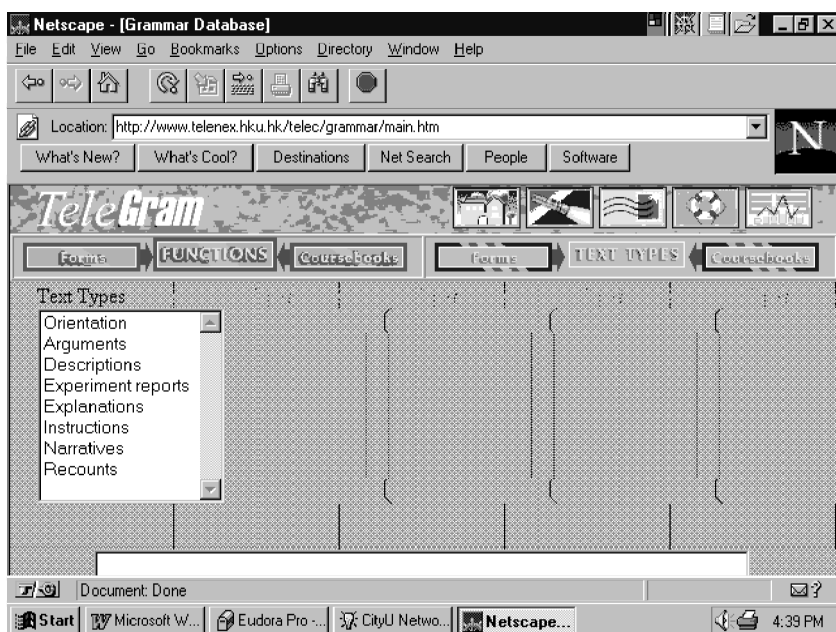 Netscape - [Grammar Database]
File Edit View Go Bookmarks Options Directory Window Help
Location: http://www.telenex.hku.hk/telec/grammar/main.htm
N
What's New? What's Cool? Destinations Net Search People Software
TeleGram
Forms FUNCTIONS Coursebooks Forms TEXT TYPES Coursebooks
Text Types
Orientation
Arguments
Descriptions
Experiment reports
Explanations
Instructions
Narratives
Recounts
Document: Done
Start Microsoft W... Eudora Pro -... CityU Netwo... Netscape... 4:39 PM